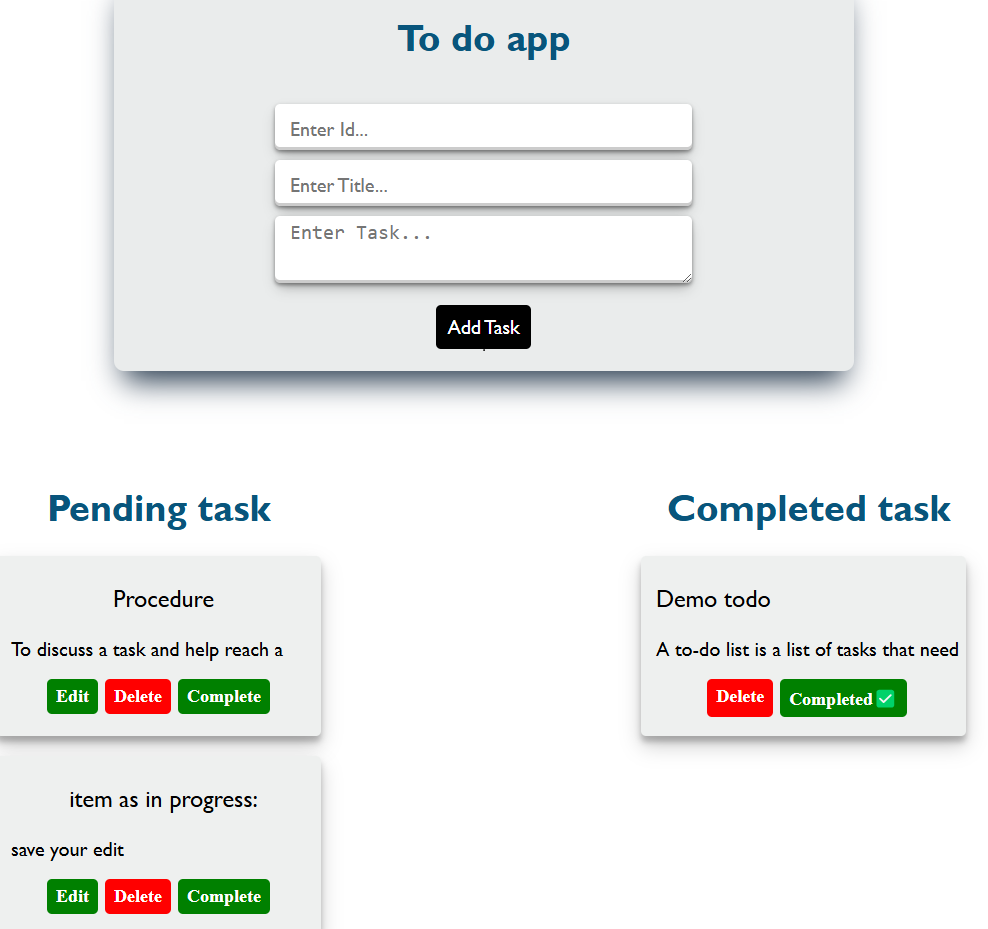 To do app
Enter Id...
Enter Title...
Enter Task...
Add Task
Pending task
Procedure
To discuss a task and help reach a
Edit Delete Complete
item as in progress:
save your edit
Edit Delete Complete
Completed task
Demo todo
A to-do list is a list of tasks that need
Delete Completed ✅